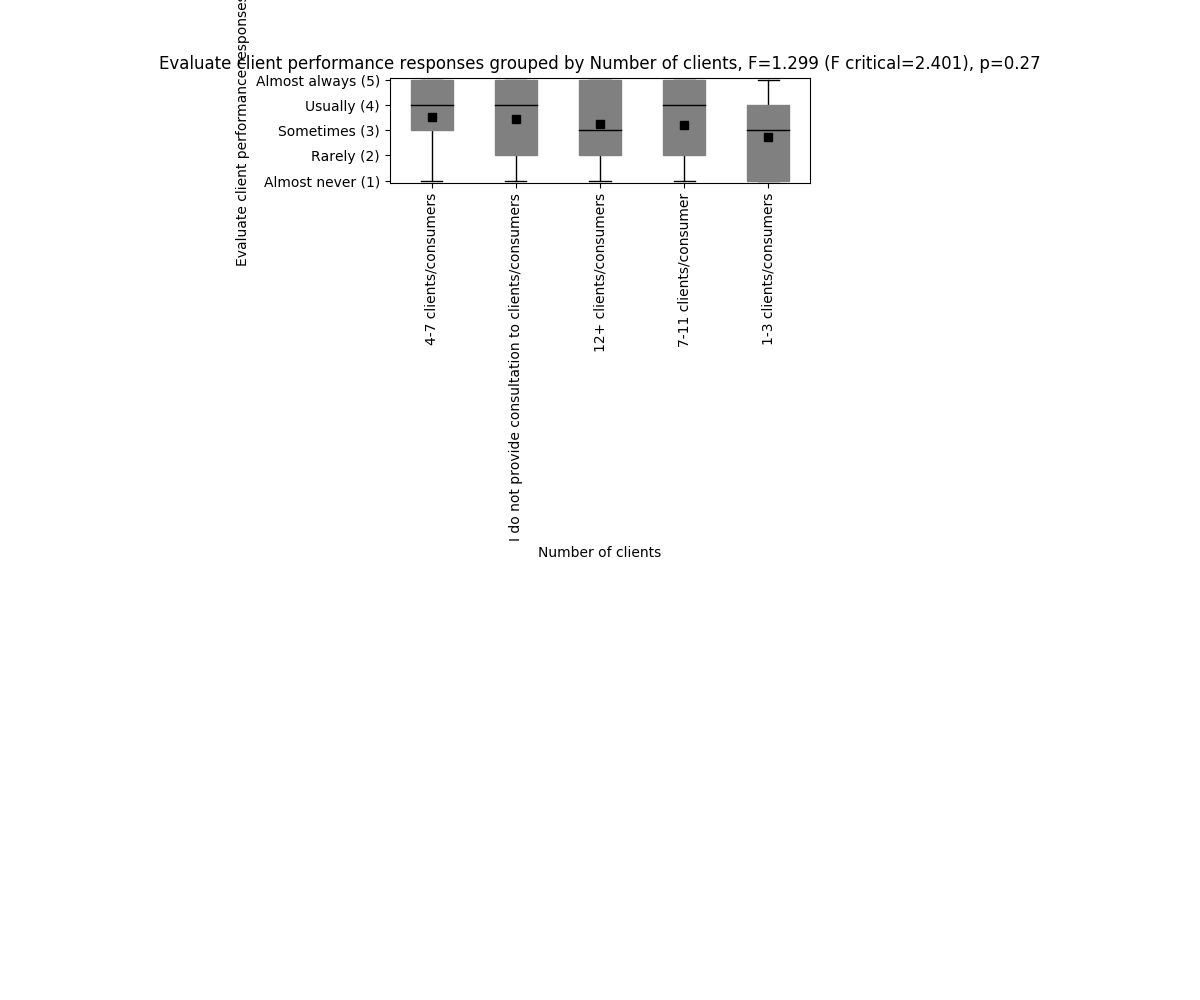 Evaluate client performance responses grouped by Number of clients, F=1.299 (F critical=2.401), p=0.27
Evaluate client performance responses
Almost always (5)
Usually (4)
Sometimes (3)
Rarely (2)
Almost never (1)
4-7 clients/consumers
I do not provide consultation to clients/consumers
12+ clients/consumers
7-11 clients/consumer
1-3 clients/consumers
Number of clients